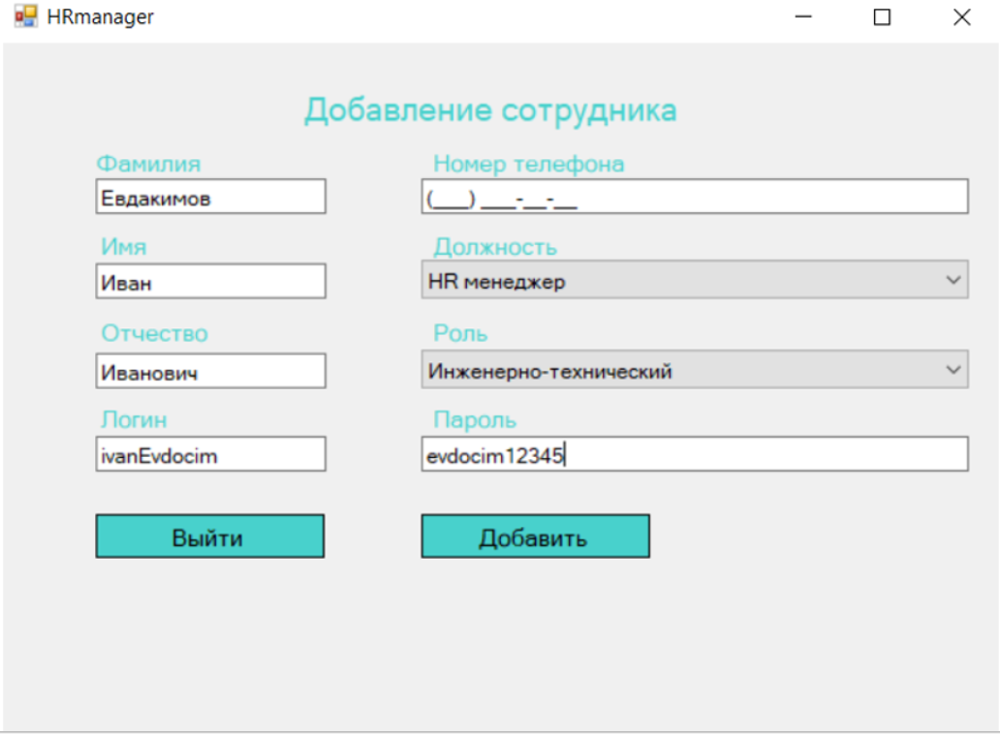 HRmanager
Добавление сотрудника
Фамилия
Номер телефона
Евдакимов
(___) ___-__-__
Имя
Должность
Иван
HR менеджер
Отчество
Роль
Иванович
Инженерно-технический
Логин
Пароль
ivanEvdocim
evdocim12345
Выйти
Добавить